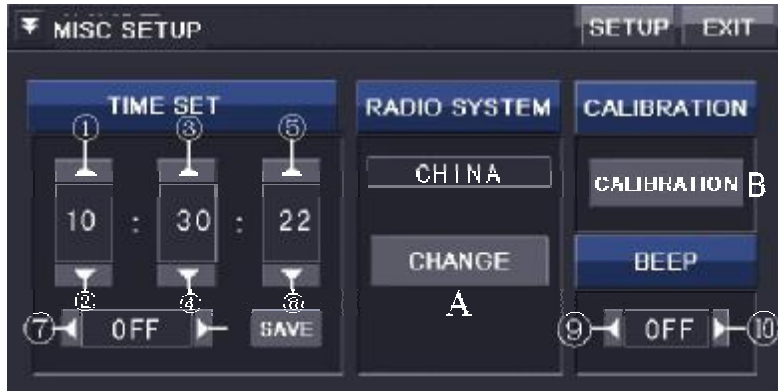 MISC SETUP SETUP EXIT
TIME SET RADIO SYSTEM CALIBRATION
① ③ ⑤
CHINA
CALIBRATION B
10 : 30 : 22
CHANGE BEEP
② ④ ⑥
A
⑦ OFF SAVE ⑨ OFF ⑩